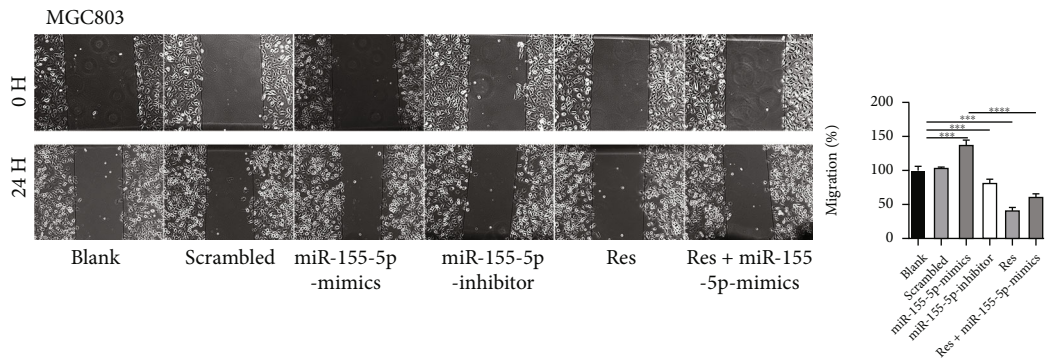 MGC803
0 H
24 H
Blank
Scrambled
miR-155-5p
-mimics
miR-155-5p
-inhibitor
Res
Res + miR-155
-5p-mimics
Migration (%)
200
150
100
50
0
****
***
***
***
Blank
Scrambled
miR-155-5p-mimics
miR-155-5p-inhibitor
Res
Res + miR-155-5p-mimics